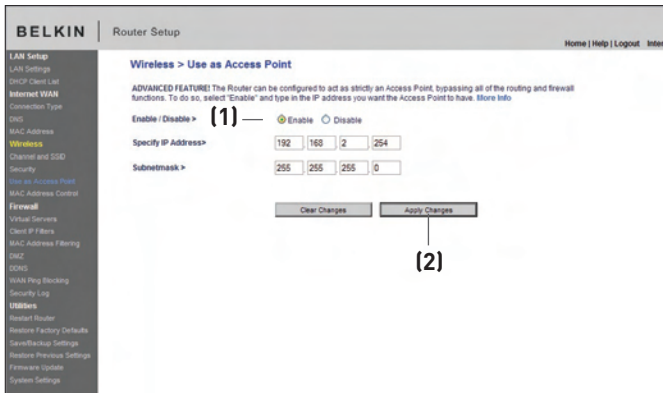 BELKIN
Router Setup
Home | Help | Logout Inter
LAN Setup
LAN Settings
DHCP Client List
Internet WAN
Connection Type
DNS
MAC Address
Wireless
Channel and SSID
Security
Use as Access Point
MAC Address Control
Firewall
Virtual Servers
Client IP Filters
MAC Address Filtering
DMZ
DDNS
WAN Ping Blocking
Security Log
Utilities
Restart Router
Restore Factory Defaults
Save/Backup Settings
Restore Previous Settings
Firmware Update
System Settings
Wireless > Use as Access Point
ADVANCED FEATURE! The Router can be configured to act as strictly an Access Point, bypassing all of the routing and firewall
functions. To do so, select "Enable" and type in the IP address you want the Access Point to have. More Info
Enable / Disable > (1) Enable Disable
Specify IP Address> 192 . 168 . 2 . 254
Subnetmask > 255 . 255 . 255 . 0
Clear Changes Apply Changes
(2)